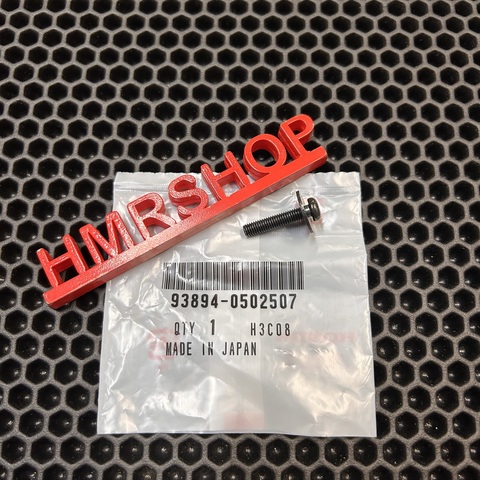 HMRSHOP
93894-0502507
QTY 1 H3C08
MADE IN JAPAN